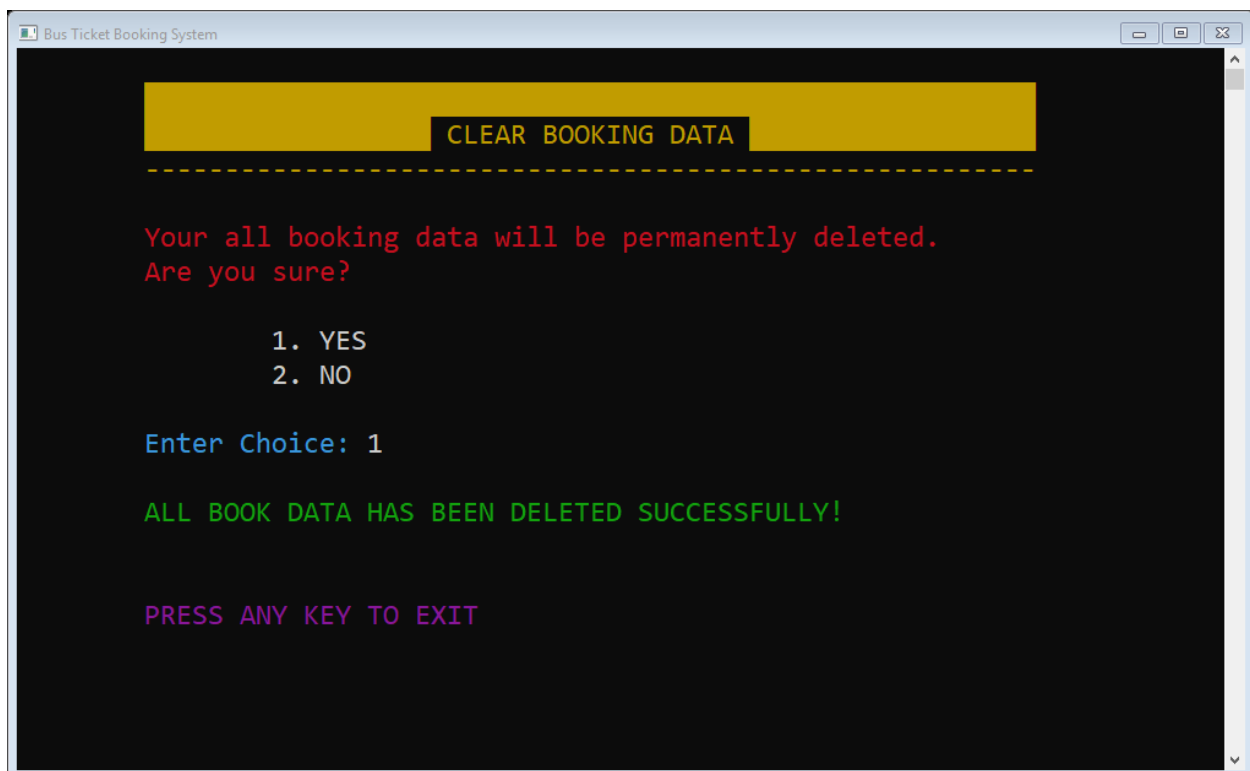 Bus Ticket Booking System
CLEAR BOOKING DATA
--------------------------------------------------------
Your all booking data will be permanently deleted.
Are you sure?
1. YES
2. NO
Enter Choice: 1
ALL BOOK DATA HAS BEEN DELETED SUCCESSFULLY!
PRESS ANY KEY TO EXIT